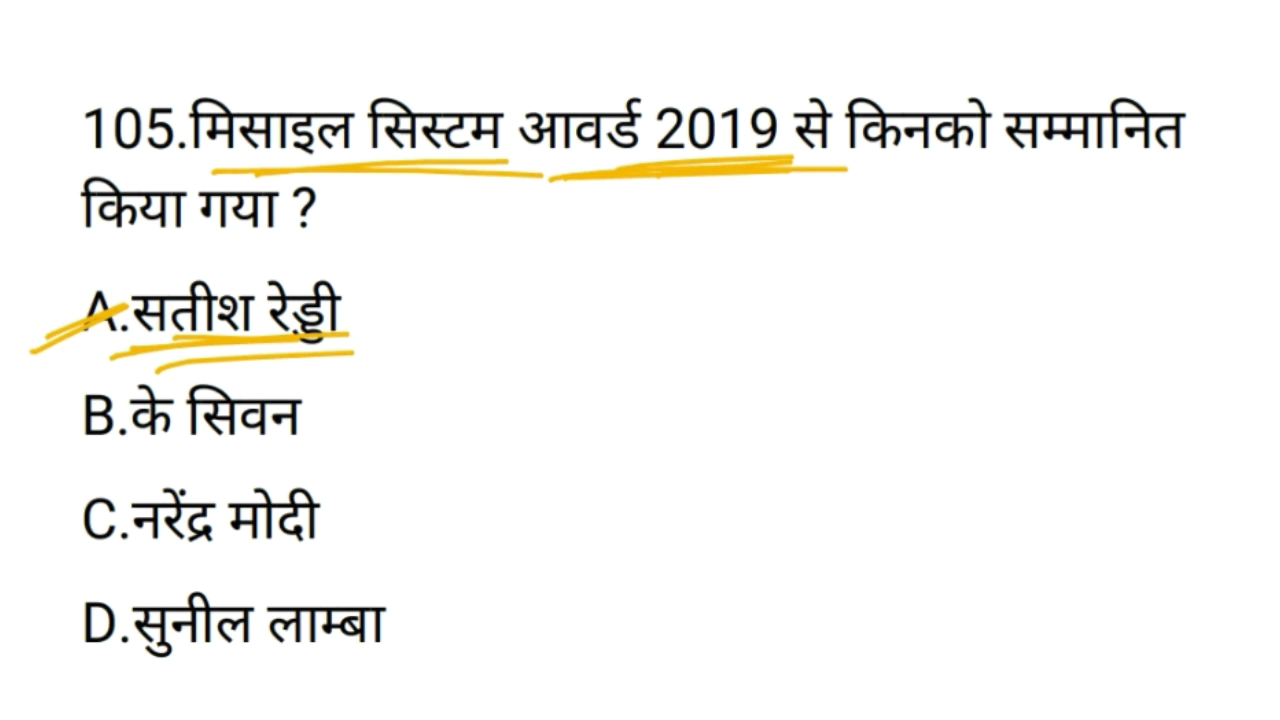 105.मिसाइल सिस्टम आवर्ड 2019 से किनको सम्मानित
किया गया ?
A.सतीश रेड्डी
B.के सिवन
C.नरेंद्र मोदी
D.सुनील लाम्बा